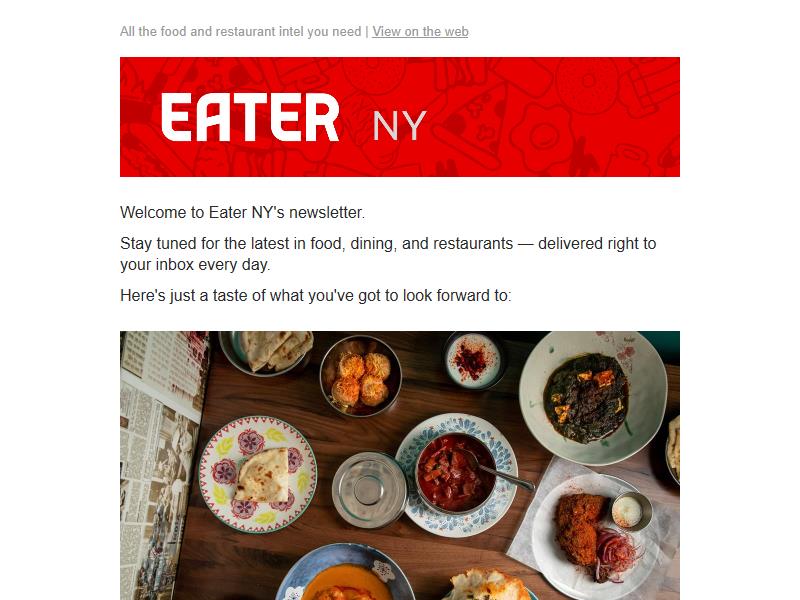 All the food and restaurant intel you need | View on the web
EATER NY
Welcome to Eater NY's newsletter.
Stay tuned for the latest in food, dining, and restaurants — delivered right to
your inbox every day.
Here's just a taste of what you've got to look forward to: